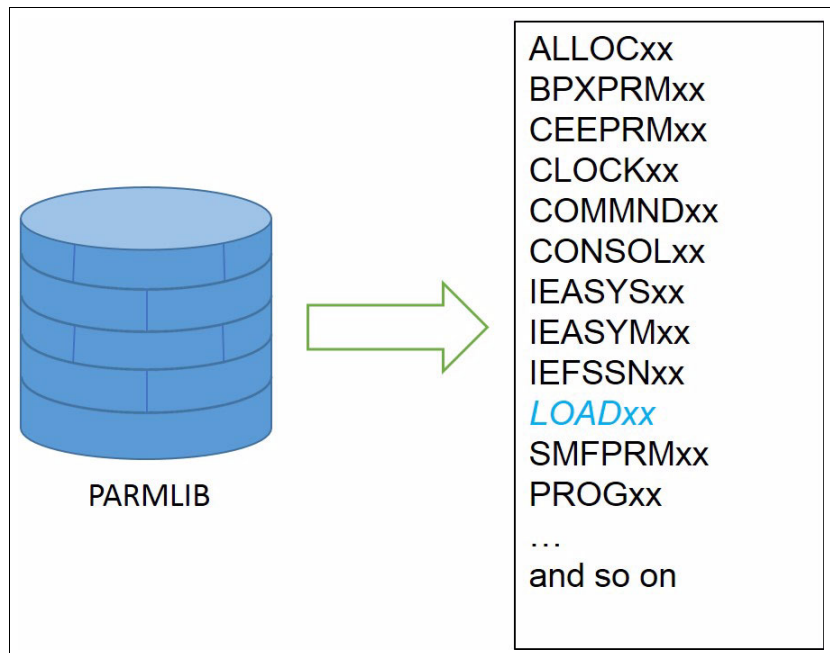 PARMLIB
ALLOCxx
BPXPRMxx
CEEPRMxx
CLOCKxx
COMMNDxx
CONSOLxx
IEASYSxx
IEASYMxx
IEFSSNxx
LOADxx
SMFPRMxx
PROGxx
...
and so on